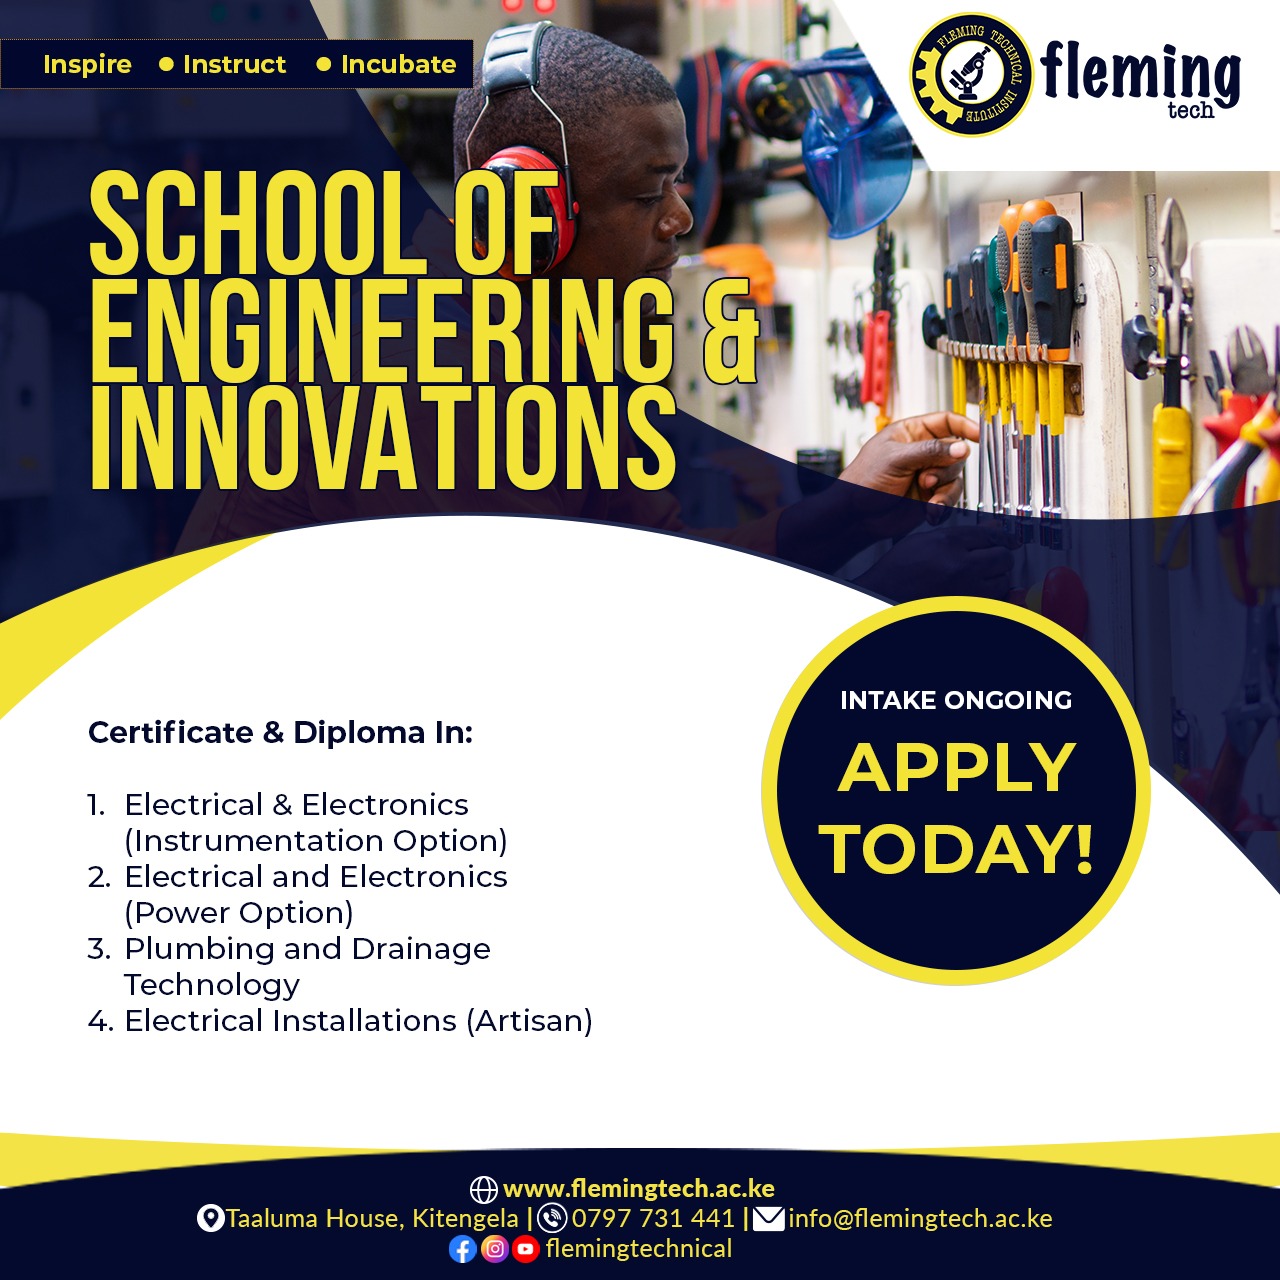 Inspire • Instruct • Incubate
FLEMING TECHNICAL INSTITUTE
fleming
tech
SCHOOL OF
ENGINEERING &
INNOVATIONS
INTAKE ONGOING
APPLY
TODAY!
Certificate & Diploma In:
1. Electrical & Electronics
(Instrumentation Option)
2. Electrical and Electronics
(Power Option)
3. Plumbing and Drainage
Technology
4. Electrical Installations (Artisan)
www.flemingtech.ac.ke
Taaluma House, Kitengela | 0797 731 441 | info@flemingtech.ac.ke
flemingtechnical